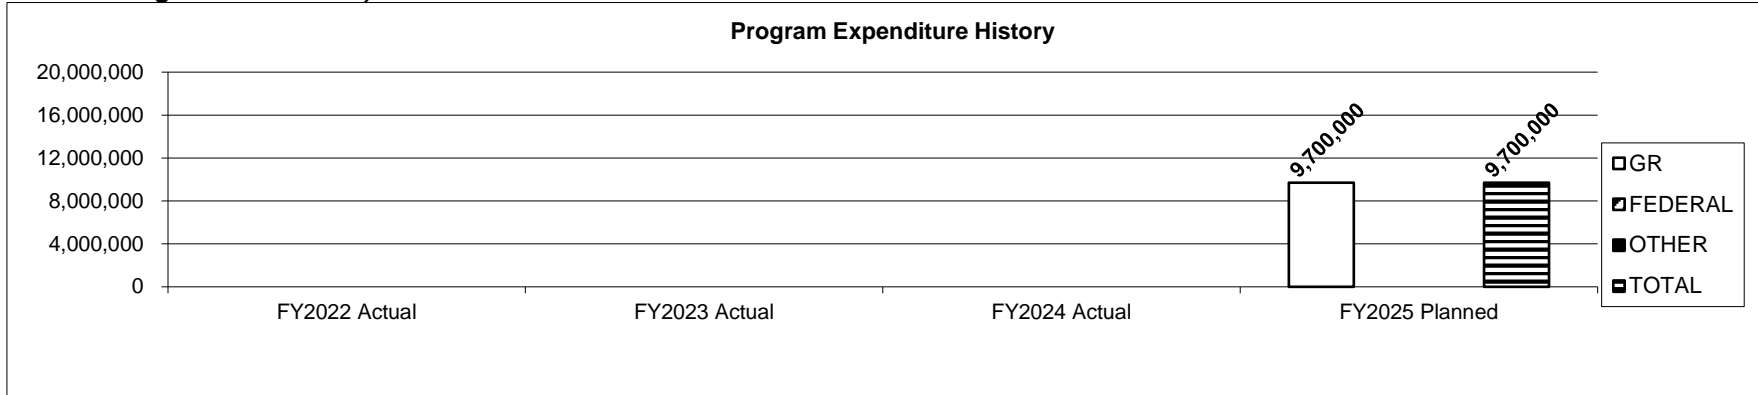 Program Expenditure History
20,000,000
16,000,000
12,000,000
8,000,000
4,000,000
0
9,700,000
9,700,000
FY2022 Actual
FY2023 Actual
FY2024 Actual
FY2025 Planned
GR
FEDERAL
OTHER
TOTAL